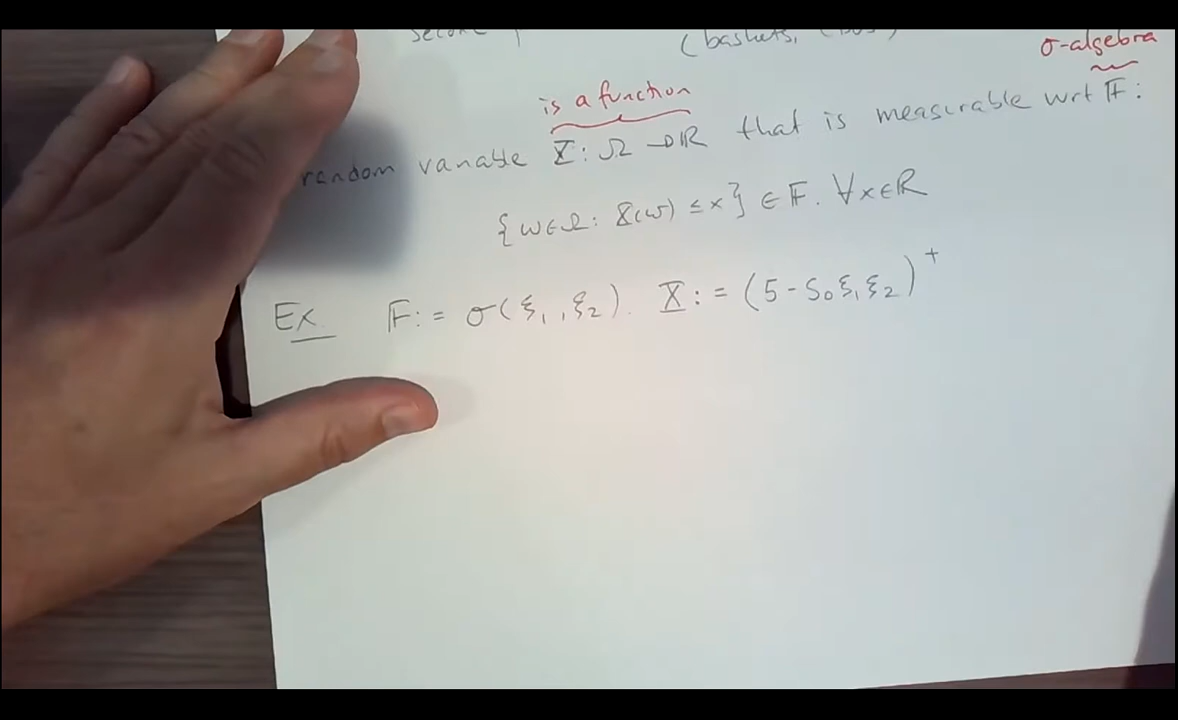 (baskets,
σ-algebra
is a function
random variable X: Ω → ℝ that is measurable wrt 𝔽:
{ω∈Ω: X(ω) ≤ x} ∈ 𝔽. ∀x∈ℝ
Ex. 𝔽:= σ(ξ₁,ξ₂). X:= (5-S₀ξ₁ξ₂)⁺